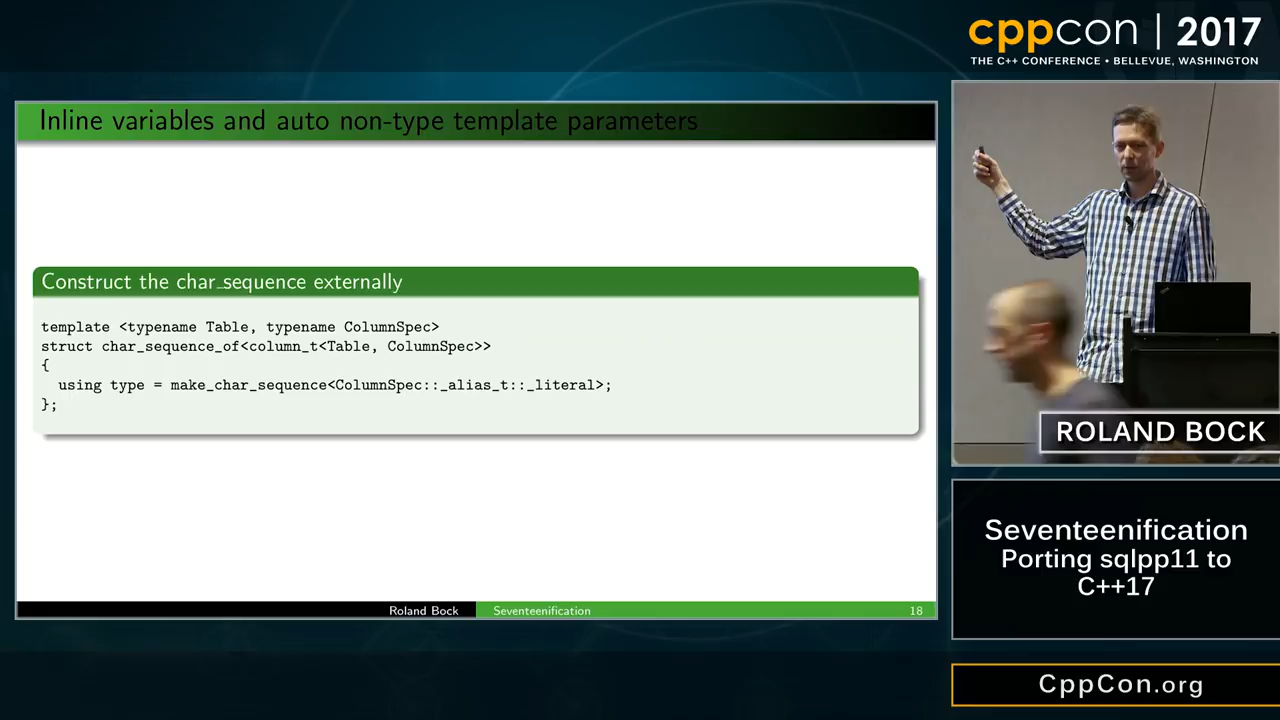 cppcon | 2017
THE C++ CONFERENCE • BELLEVUE, WASHINGTON
Inline variables and auto non-type template parameters
Construct the char_sequence externally
template <typename Table, typename ColumnSpec>
struct char_sequence_of<column_t<Table, ColumnSpec>>
{
  using type = make_char_sequence<ColumnSpec::_alias_t::_literal>;
};
Roland Bock
Seventeenification
18
ROLAND BOCK
Seventeenification
Porting sqlpp11 to
C++17
CppCon.org